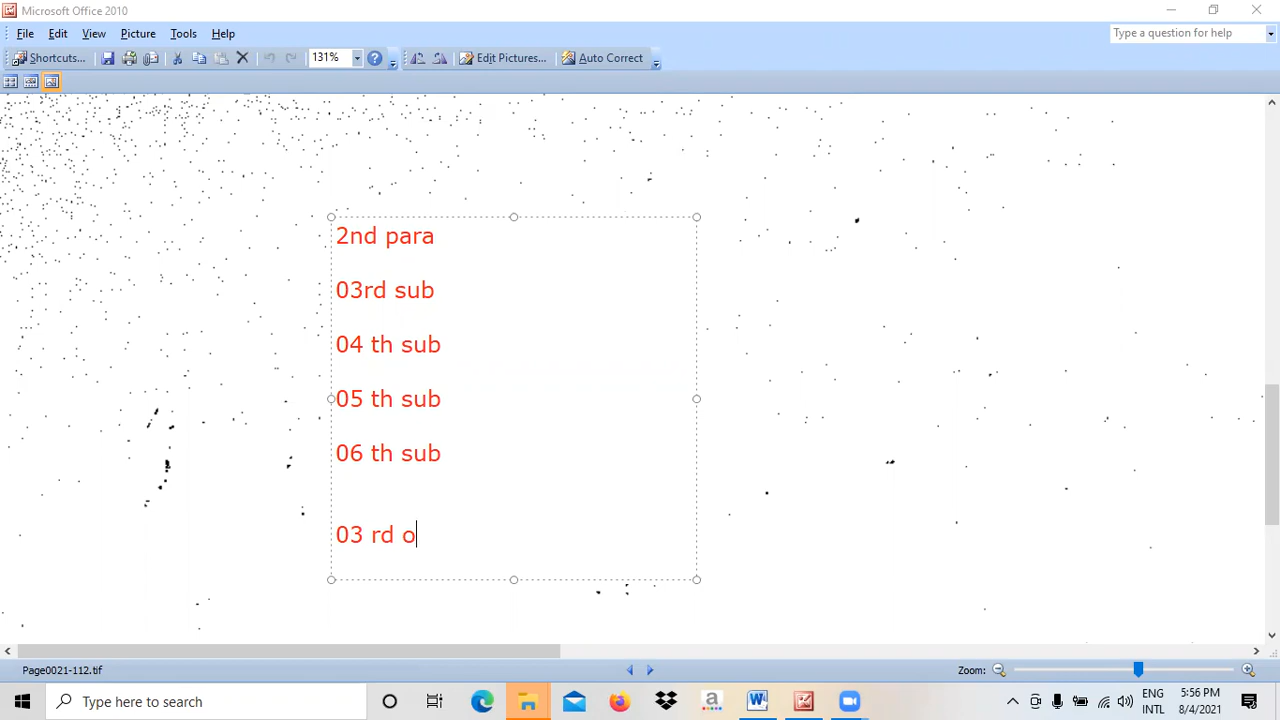 Microsoft Office 2010
File Edit View Picture Tools Help
Type a question for help
Shortcuts... 131% Edit Pictures... Auto Correct
2nd para
03rd sub
04 th sub
05 th sub
06 th sub
03 rd o
Page0021-112.tif
Zoom:
Type here to search
ENG
INTL
5:56 PM
8/4/2021